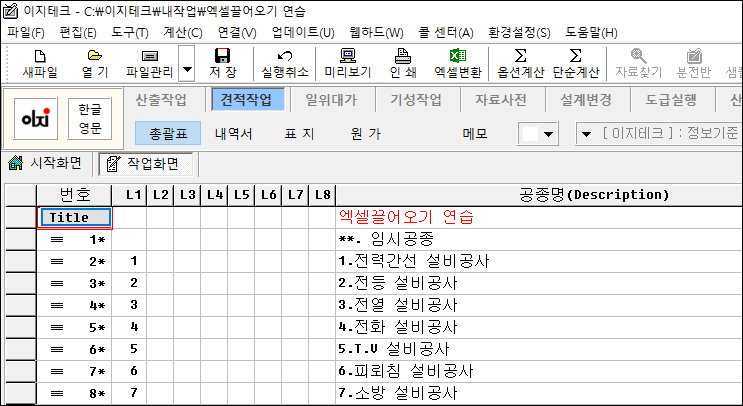 이지테크 - C:\이지테크\내작업\엑셀끌어오기 연습
파일(F) 편집(E) 도구(T) 계산(C) 연결(V) 업데이트(U) 웹하드(W) 콜 센터(A) 환경설정(S) 도움말(H)
새파일 열 기 파일관리 저 장 실행취소 미리보기 인 쇄 엑셀변환 옵션계산 단순계산 자료찾기 분전반
산출작업 견적작업 일위대가 기성작업 자료사전 설계변경 도급실행 산
이지 한글
영문
총괄표 내역서 표 지 원 가 메모 [ 이지테크 ] : 정보기준
시작화면 작업화면
번호 L1 L2 L3 L4 L5 L6 L7 L8 공종명(Description)
Title 엑셀끌어오기 연습
1* **. 임시공종
2* 1 1.전력간선 설비공사
3* 2 2.전등 설비공사
4* 3 3.전열 설비공사
5* 4 4.전화 설비공사
6* 5 5.T.V 설비공사
7* 6 6.피뢰침 설비공사
8* 7 7.소방 설비공사